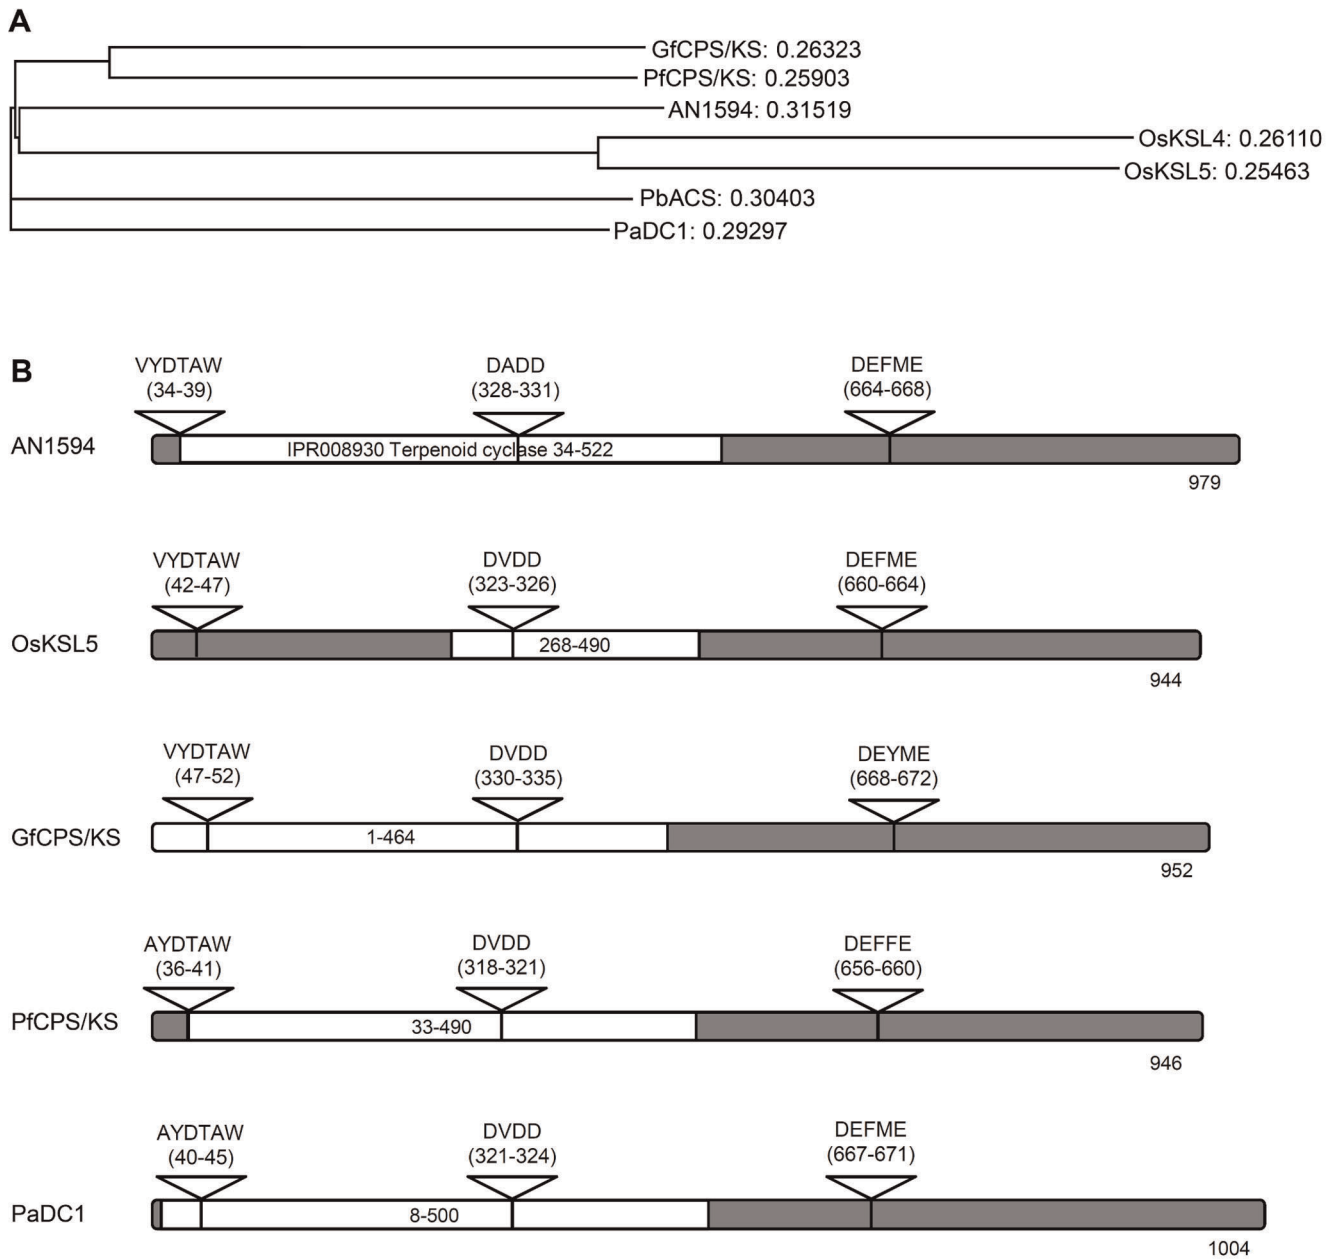 A
GfCPS/KS: 0.26323
PfCPS/KS: 0.25903
AN1594: 0.31519
OsKSL4: 0.26110
OsKSL5: 0.25463
PbACS: 0.30403
PaDC1: 0.29297
B
VYDTAW
(34-39)
DADD
(328-331)
DEFME
(664-668)
AN1594
IPR008930 Terpenoid cyclase 34-522
979
VYDTAW
(42-47)
DVDD
(323-326)
DEFME
(660-664)
OsKSL5
268-490
944
VYDTAW
(47-52)
DVDD
(330-335)
DEYME
(668-672)
GfCPS/KS
1-464
952
AYDTAW
(36-41)
DVDD
(318-321)
DEFFE
(656-660)
PfCPS/KS
33-490
946
AYDTAW
(40-45)
DVDD
(321-324)
DEFME
(667-671)
PaDC1
8-500
1004